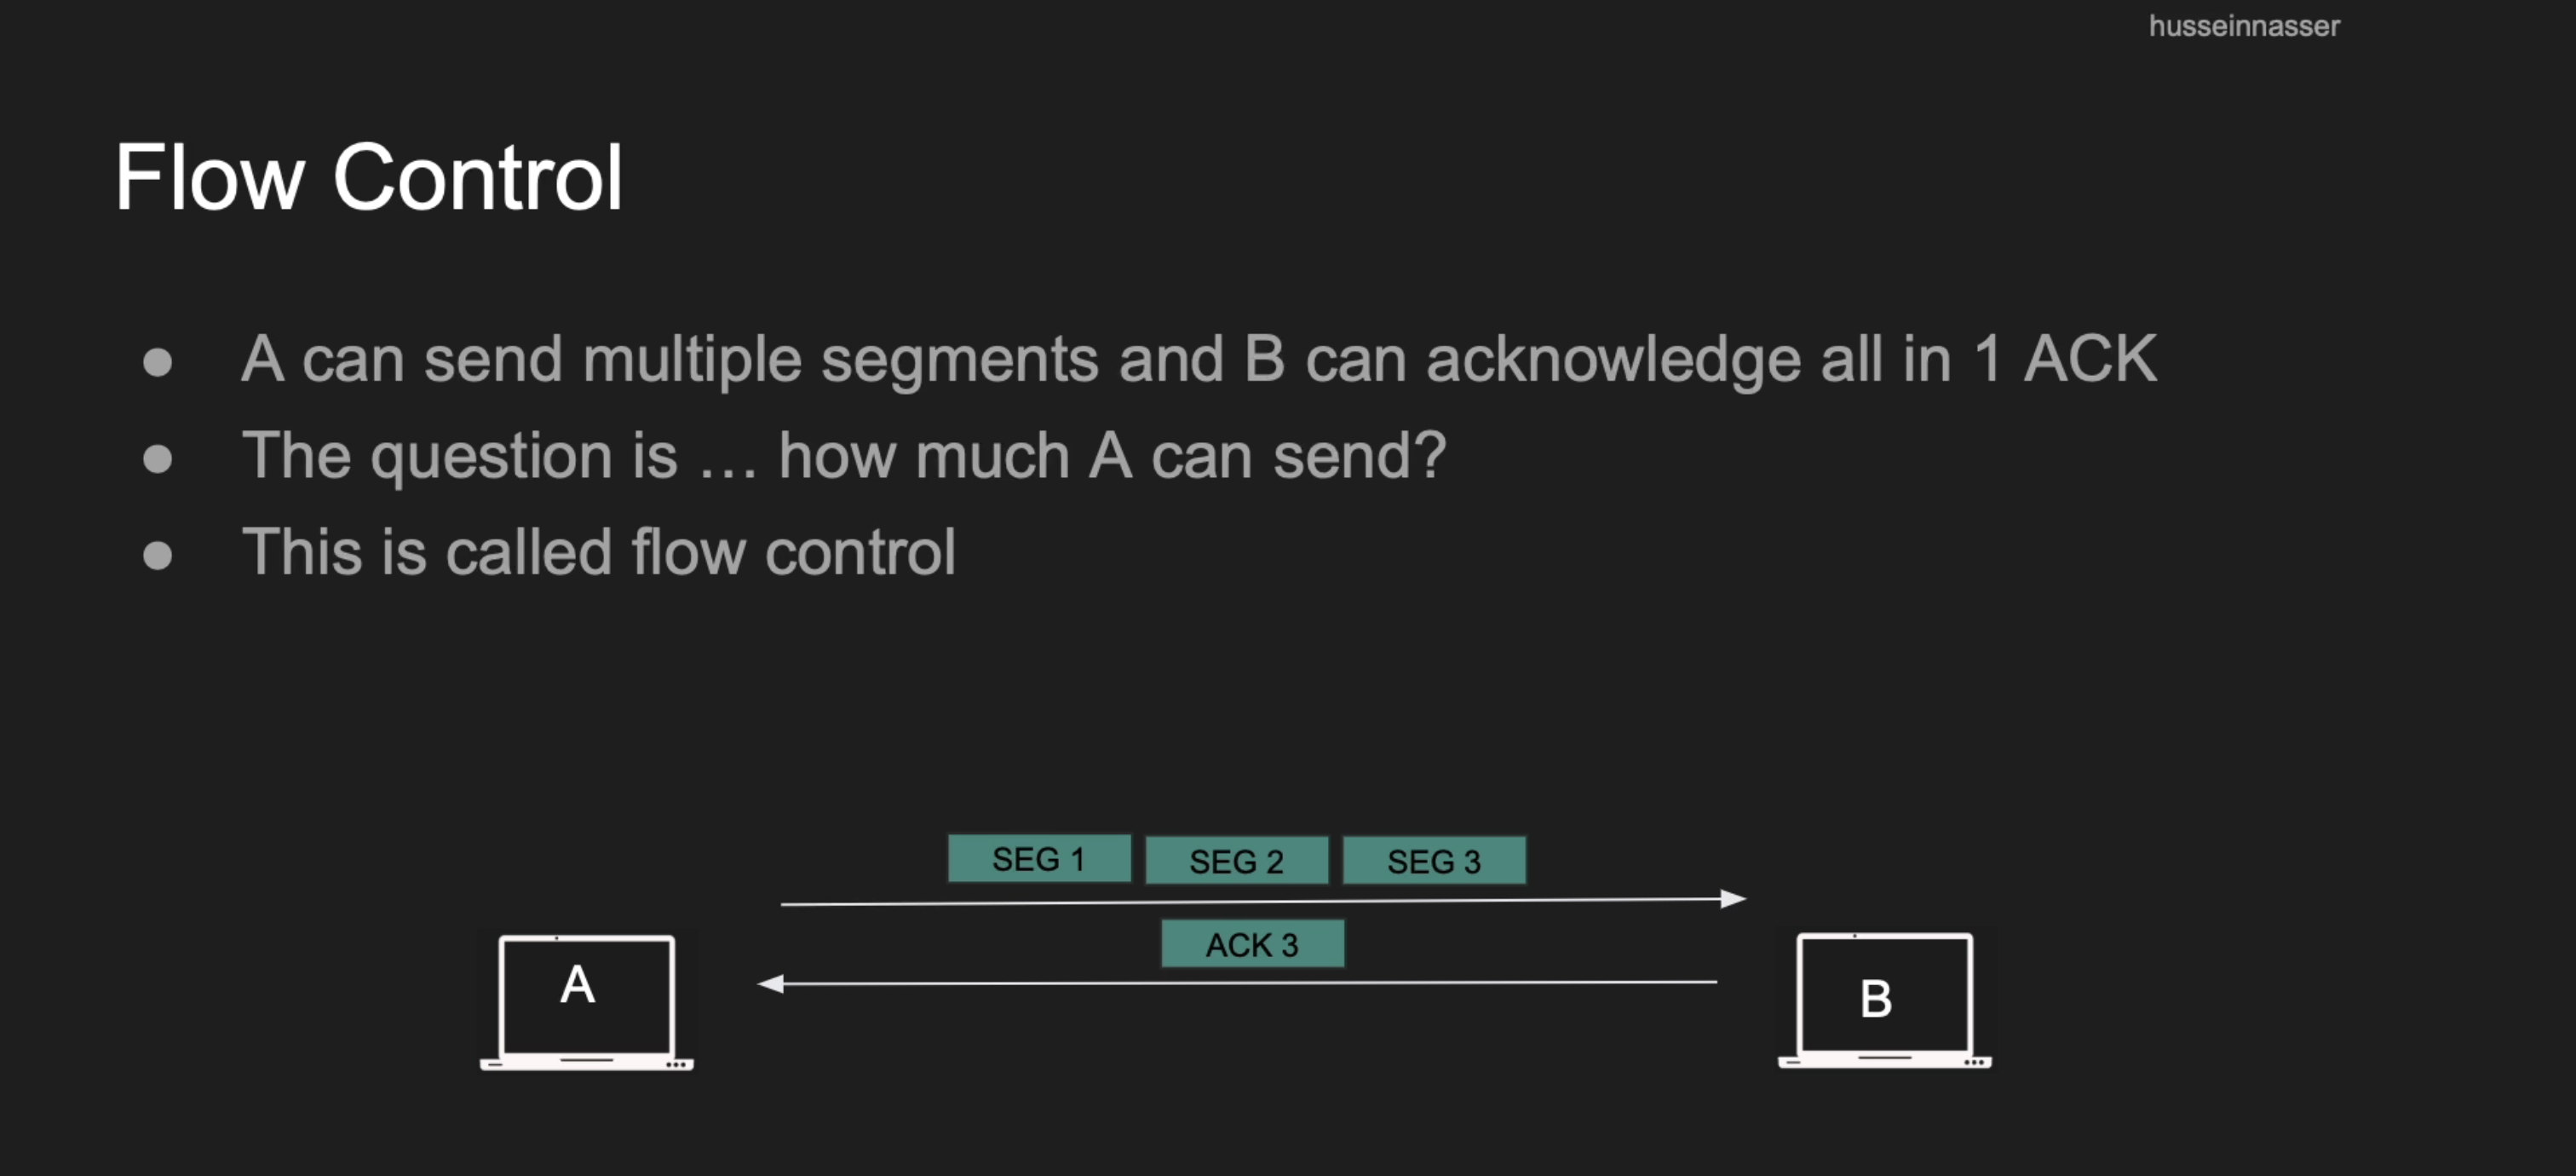 husseinnasser
Flow Control
● A can send multiple segments and B can acknowledge all in 1 ACK
● The question is … how much A can send?
● This is called flow control
SEG 1 SEG 2 SEG 3
ACK 3
A
B